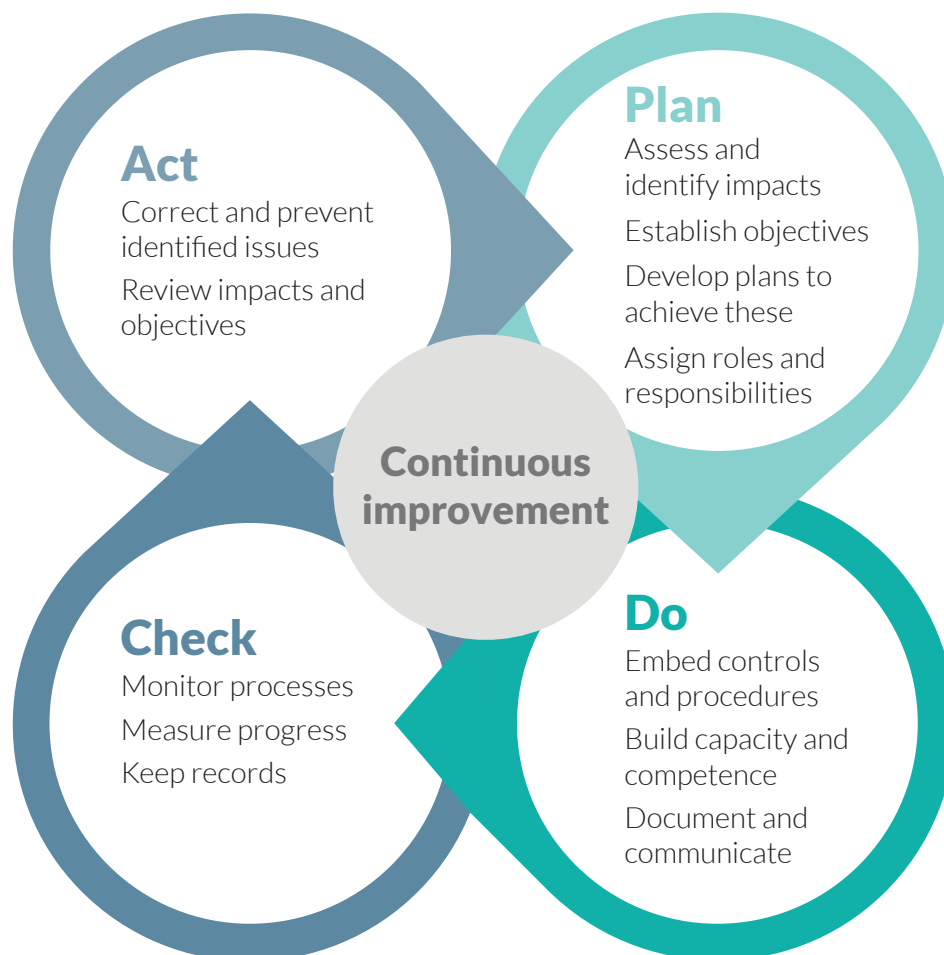 Plan
Assess and
identify impacts
Establish objectives
Develop plans to
achieve these
Assign roles and
responsibilities
Do
Embed controls
and procedures
Build capacity and
competence
Document and
communicate
Check
Monitor processes
Measure progress
Keep records
Act
Correct and prevent
identified issues
Review impacts and
objectives
Continuous
improvement